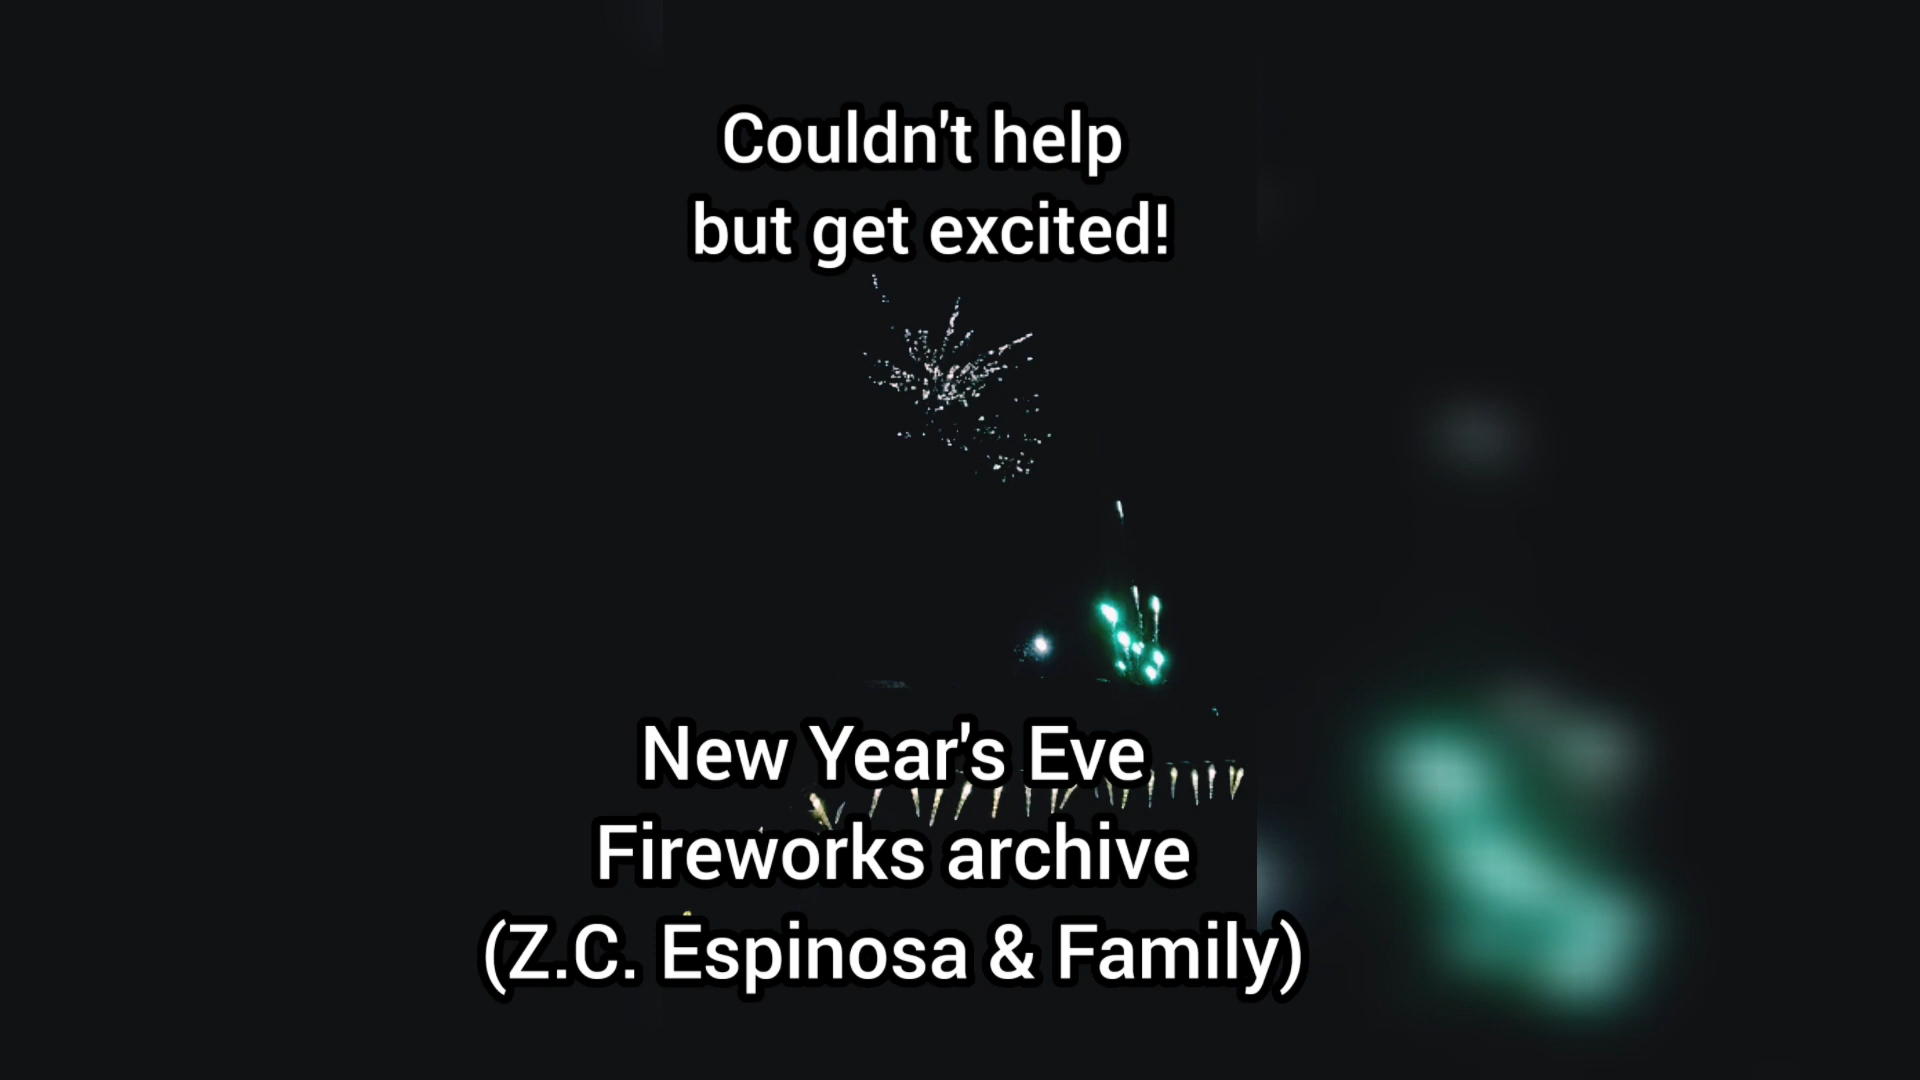 Couldn't help
but get excited!
New Year's Eve
Fireworks archive
(Z.C. Espinosa & Family)